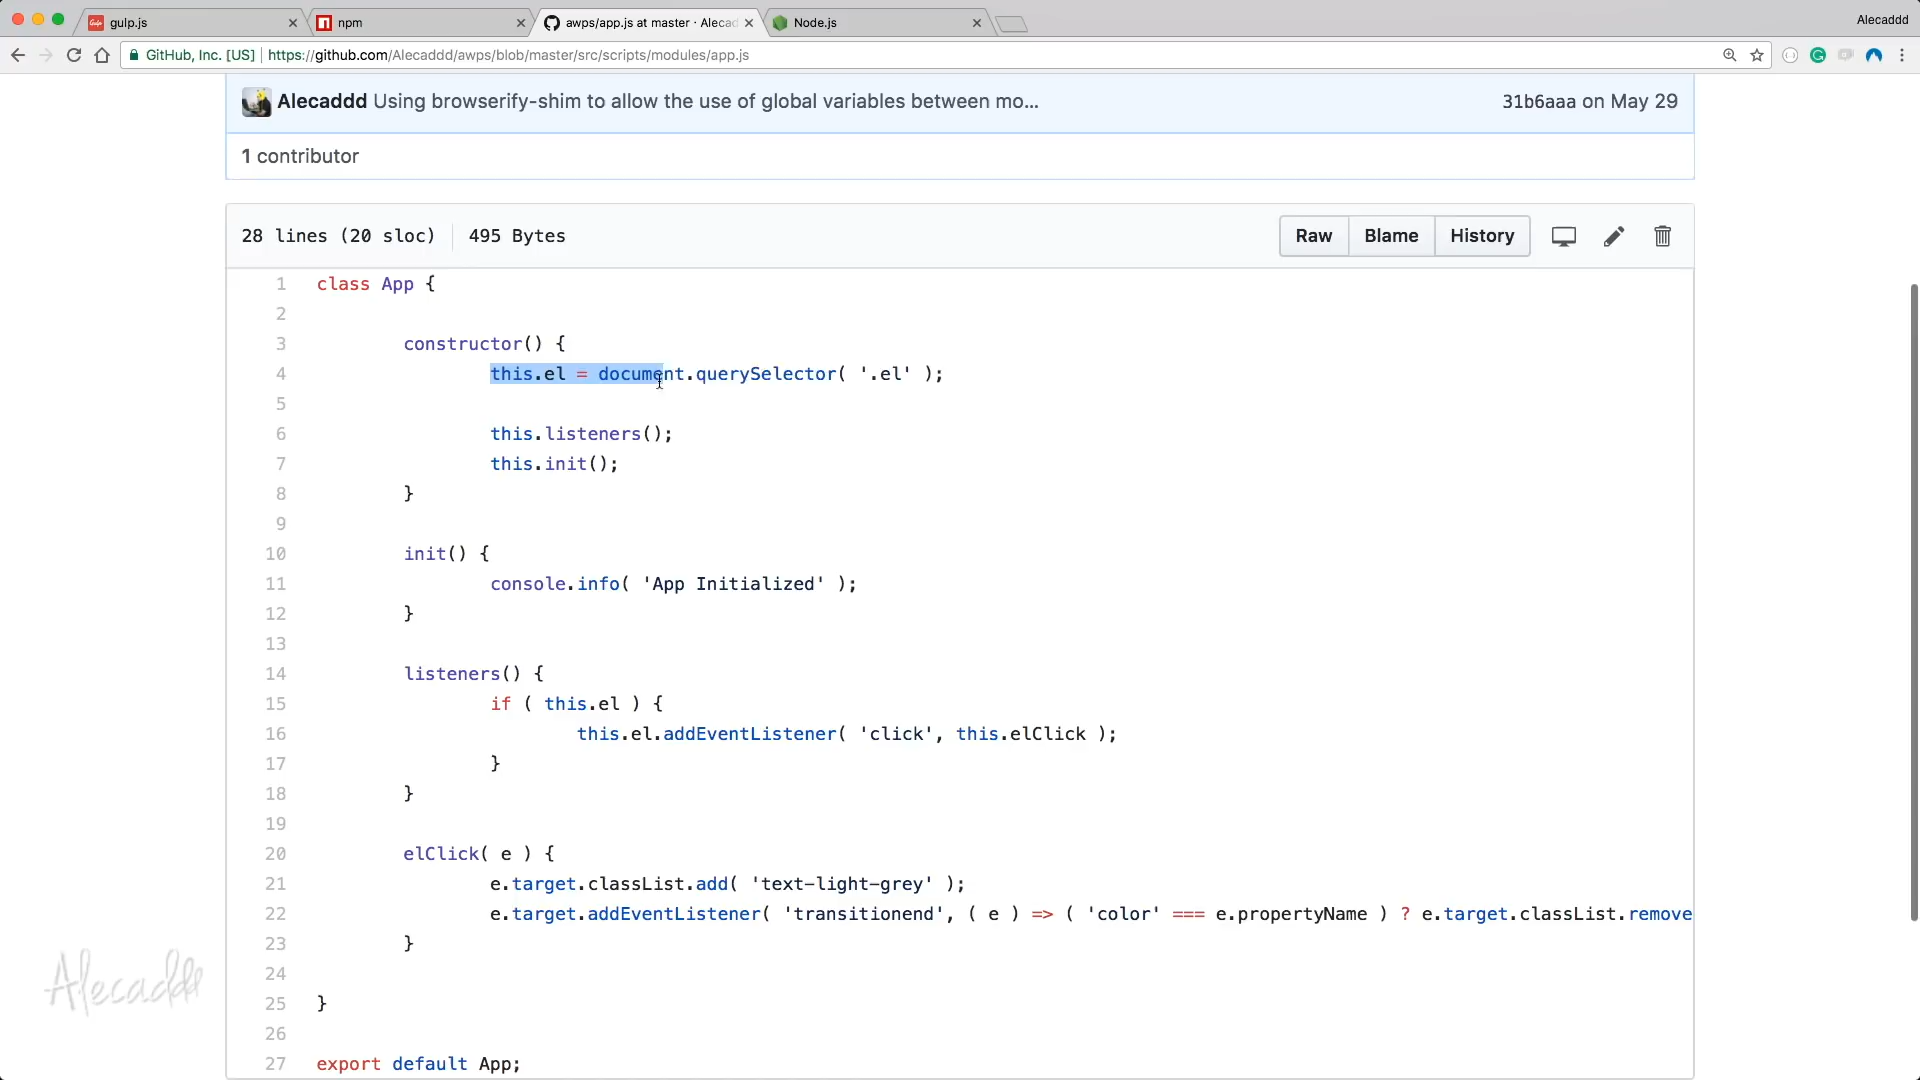 gulp.js
npm
awps/app.js at master · Alecad
Node.js
Alecaddd
GitHub, Inc. [US] | https://github.com/Alecaddd/awps/blob/master/src/scripts/modules/app.js
Alecaddd Using browserify-shim to allow the use of global variables between mo...
31b6aaa on May 29
1 contributor
28 lines (20 sloc) 495 Bytes
Raw Blame History
1 class App {
2
3 constructor() {
4 this.el = document.querySelector( '.el' );
5
6 this.listeners();
7 this.init();
8 }
9
10 init() {
11 console.info( 'App Initialized' );
12 }
13
14 listeners() {
15 if ( this.el ) {
16 this.el.addEventListener( 'click', this.elClick );
17 }
18 }
19
20 elClick( e ) {
21 e.target.classList.add( 'text-light-grey' );
22 e.target.addEventListener( 'transitionend', ( e ) => ( 'color' === e.propertyName ) ? e.target.classList.remove
23 }
24
25 }
26
27 export default App;
Alecaddd